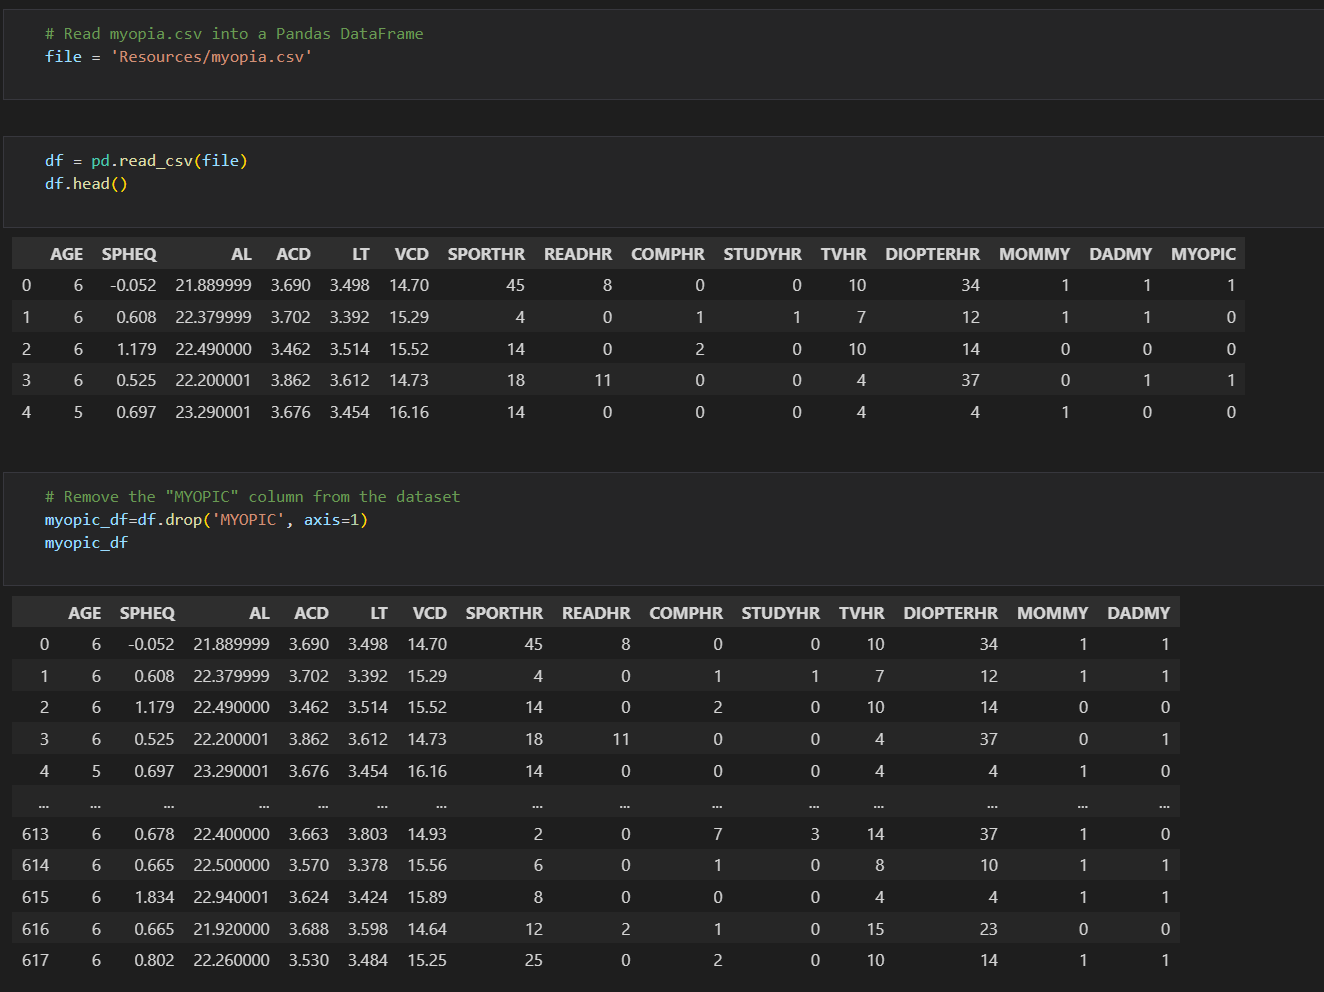 # Read myopia.csv into a Pandas DataFrame
file = 'Resources/myopia.csv'
df = pd.read_csv(file)
df.head()
AGE SPHEQ AL ACD LT VCD SPORTHR READHR COMPHR STUDYHR TVHR DIOPTERHR MOMMY DADMY MYOPIC
0 6 -0.052 21.889999 3.690 3.498 14.70 45 8 0 0 10 34 1 1 1
1 6 0.608 22.379999 3.702 3.392 15.29 4 0 1 1 7 12 1 1 0
2 6 1.179 22.490000 3.462 3.514 15.52 14 0 2 0 10 14 0 0 0
3 6 0.525 22.200001 3.862 3.612 14.73 18 11 0 0 4 37 0 1 1
4 5 0.697 23.290001 3.676 3.454 16.16 14 0 0 0 4 4 1 0 0
# Remove the "MYOPIC" column from the dataset
myopic_df=df.drop('MYOPIC', axis=1)
myopic_df
AGE SPHEQ AL ACD LT VCD SPORTHR READHR COMPHR STUDYHR TVHR DIOPTERHR MOMMY DADMY
0 6 -0.052 21.889999 3.690 3.498 14.70 45 8 0 0 10 34 1 1
1 6 0.608 22.379999 3.702 3.392 15.29 4 0 1 1 7 12 1 1
2 6 1.179 22.490000 3.462 3.514 15.52 14 0 2 0 10 14 0 0
3 6 0.525 22.200001 3.862 3.612 14.73 18 11 0 0 4 37 0 1
4 5 0.697 23.290001 3.676 3.454 16.16 14 0 0 0 4 4 1 0
... ... ... ... ... ... ... ... ... ... ... ... ... ... ...
613 6 0.678 22.400000 3.663 3.803 14.93 2 0 7 3 14 37 1 0
614 6 0.665 22.500000 3.570 3.378 15.56 6 0 1 0 8 10 1 1
615 6 1.834 22.940001 3.624 3.424 15.89 8 0 0 0 4 4 1 1
616 6 0.665 21.920000 3.688 3.598 14.64 12 2 1 0 15 23 0 0
617 6 0.802 22.260000 3.530 3.484 15.25 25 0 2 0 10 14 1 1